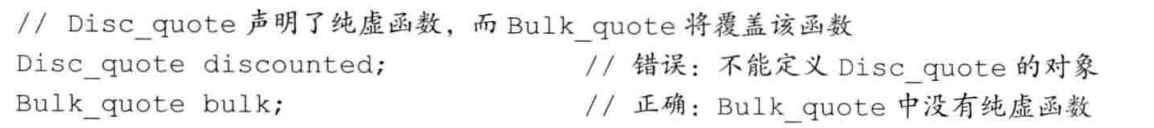 // Disc_quote 声明了纯虚函数，而 Bulk_quote 将覆盖该函数
Disc_quote discounted; // 错误：不能定义 Disc_quote 的对象
Bulk_quote bulk; // 正确：Bulk_quote 中没有纯虚函数